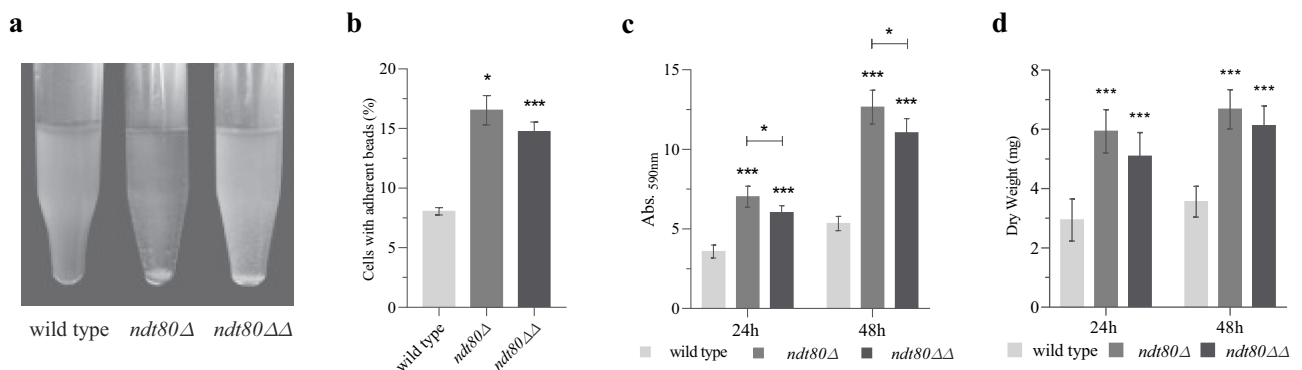 a
wild type ndt80Δ ndt80ΔΔ
b
Cells with adherent beads (%)
20
15
10
5
0
*
***
wild type
ndt80Δ
ndt80ΔΔ
c
Abs. 590nm
15
10
5
0
*
***
***
*
***
***
24h 48h
wild type ndt80Δ ndt80ΔΔ
d
Dry Weight (mg)
8
6
4
2
0
***
***
***
***
24h 48h
wild type ndt80Δ ndt80ΔΔ